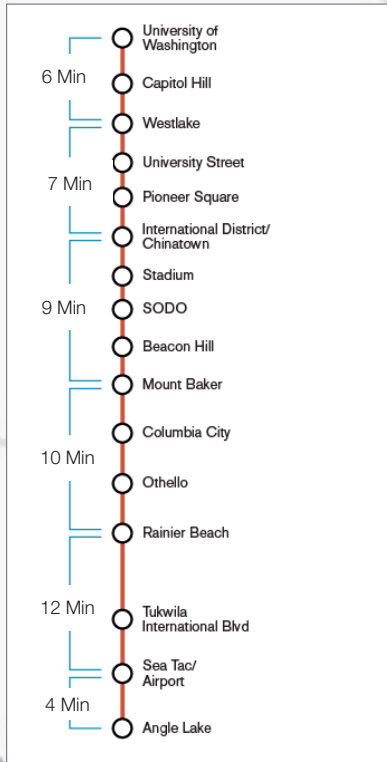 University of
Washington
6 Min
Capitol Hill
Westlake
University Street
7 Min
Pioneer Square
International District/
Chinatown
Stadium
9 Min
SODO
Beacon Hill
Mount Baker
Columbia City
10 Min
Othello
Rainier Beach
12 Min
Tukwila
International Blvd
Sea Tac/
Airport
4 Min
Angle Lake